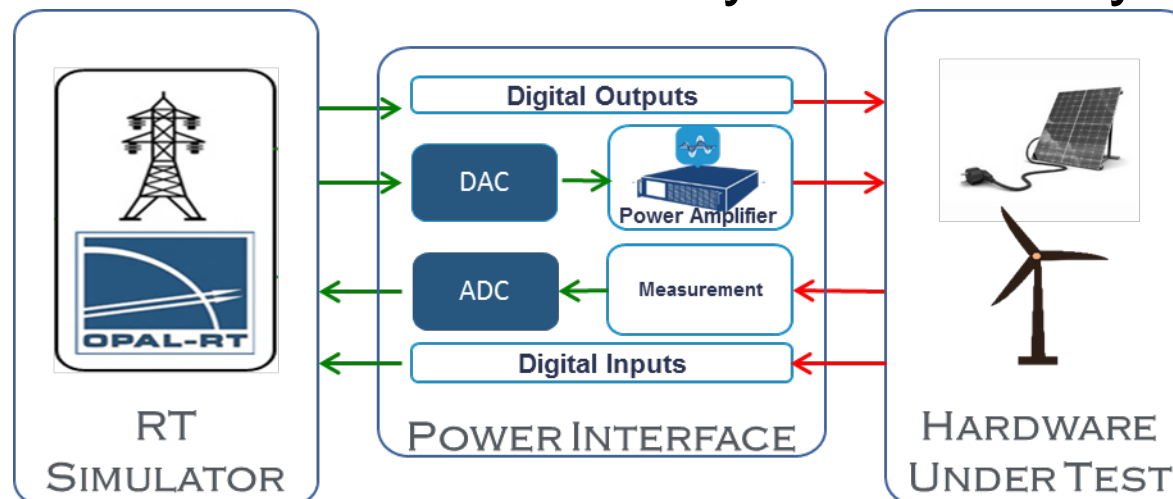 Digital Outputs
DAC
Power Amplifier
ADC
Measurement
Digital Inputs
OPAL-RT
RT
SIMULATOR
POWER INTERFACE
HARDWARE
UNDER TEST